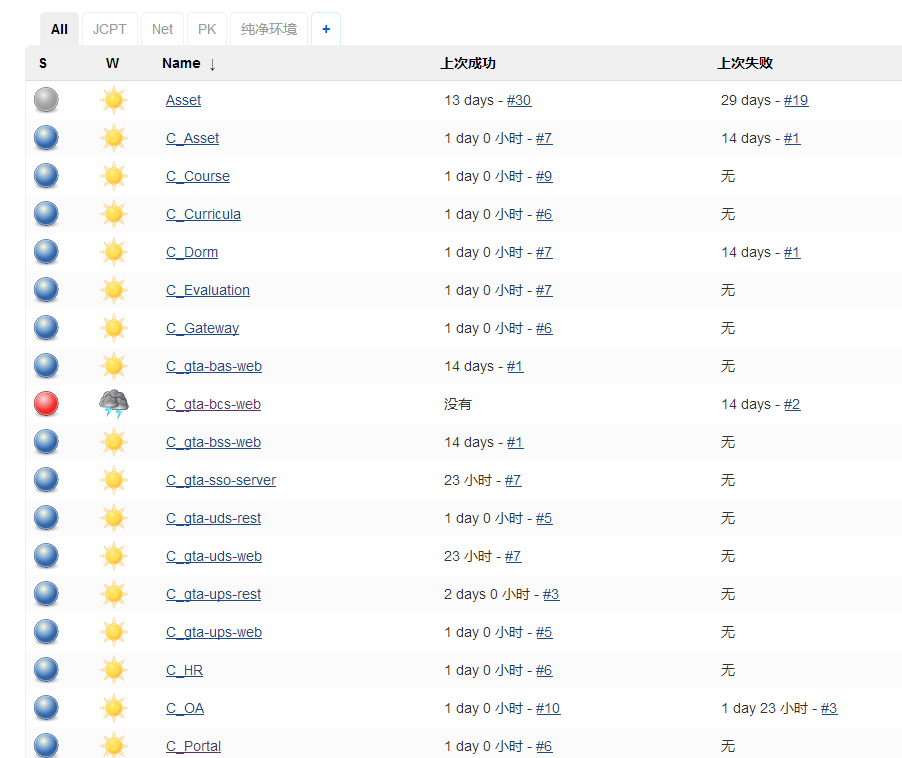 All JCPT Net PK 纯净环境 +
S W Name ↓ 上次成功 上次失败
Asset 13 days - #30 29 days - #19
C_Asset 1 day 0 小时 - #7 14 days - #1
C_Course 1 day 0 小时 - #9 无
C_Curricula 1 day 0 小时 - #6 无
C_Dorm 1 day 0 小时 - #7 14 days - #1
C_Evaluation 1 day 0 小时 - #7 无
C_Gateway 1 day 0 小时 - #6 无
C_gta-bas-web 14 days - #1 无
C_gta-bcs-web 没有 14 days - #2
C_gta-bss-web 14 days - #1 无
C_gta-sso-server 23 小时 - #7 无
C_gta-uds-rest 1 day 0 小时 - #5 无
C_gta-uds-web 23 小时 - #7 无
C_gta-ups-rest 2 days 0 小时 - #3 无
C_gta-ups-web 1 day 0 小时 - #5 无
C_HR 1 day 0 小时 - #6 无
C_OA 1 day 0 小时 - #10 1 day 23 小时 - #3
C_Portal 1 day 0 小时 - #6 无